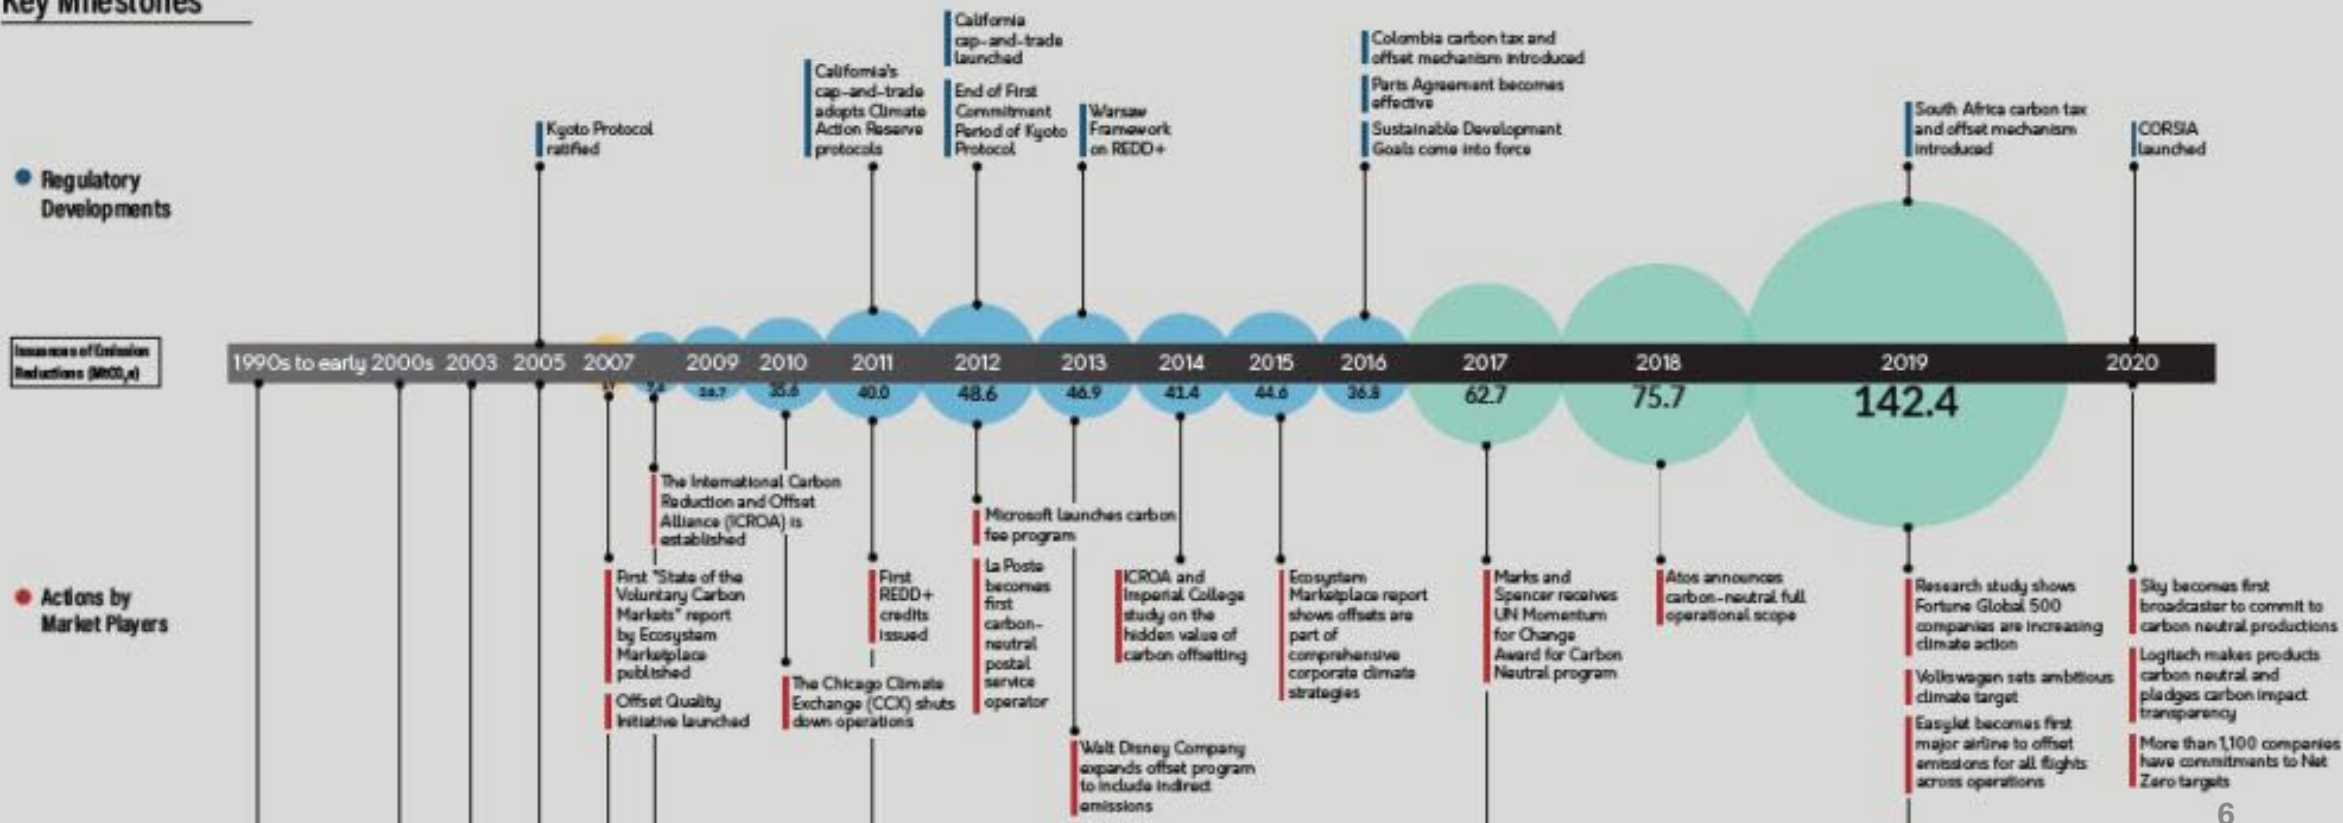 Key Milestones
California
cap-and-trade
launched
End of First
Commitment
Period of Kyoto
Protocol
California's
cap-and-trade
adopts Climate
Action Reserve
protocols
Kyoto Protocol
ratified
Warsaw
Framework
on REDD+
Colombia carbon tax and
offset mechanism introduced
Paris Agreement becomes
effective
Sustainable Development
Goals come into force
South Africa carbon tax
and offset mechanism
introduced
CORSIA
launched
Regulatory
Developments
Issuances of Emission
Reductions (MtCO₂e)
1990s to early 2000s 2003 2005 2007 2009 2010 2011 2012 2013 2014 2015 2016 2017 2018 2019 2020
35.6 40.0 48.6 46.9 41.4 44.6 36.8 62.7 75.7 142.4
Actions by
Market Players
The International Carbon
Reduction and Offset
Alliance (ICROA) is
established
First "State of the
Voluntary Carbon
Markets" report
by Ecosystem
Marketplace
published
Offset Quality
Initiative launched
The Chicago Climate
Exchange (CCX) shuts
down operations
First
REDD+
credits
issued
Microsoft launches carbon
fee program
La Poste
becomes
first
carbon-
neutral
postal
service
operator
Walt Disney Company
expands offset program
to include indirect
emissions
ICROA and
Imperial College
study on the
hidden value of
carbon offsetting
Ecosystem
Marketplace report
shows offsets are
part of
comprehensive
corporate climate
strategies
Marks and
Spencer receives
UN Momentum
for Change
Award for Carbon
Neutral program
Atos announces
carbon-neutral full
operational scope
Research study shows
Fortune Global 500
companies are increasing
climate action
Volkswagen sets ambitious
climate target
EasyJet becomes first
major airline to offset
emissions for all flights
across operations
Sky becomes first
broadcaster to commit to
carbon neutral productions
Logitech makes products
carbon neutral and
pledges carbon impact
transparency
More than 1,100 companies
have commitments to Net
Zero targets
6